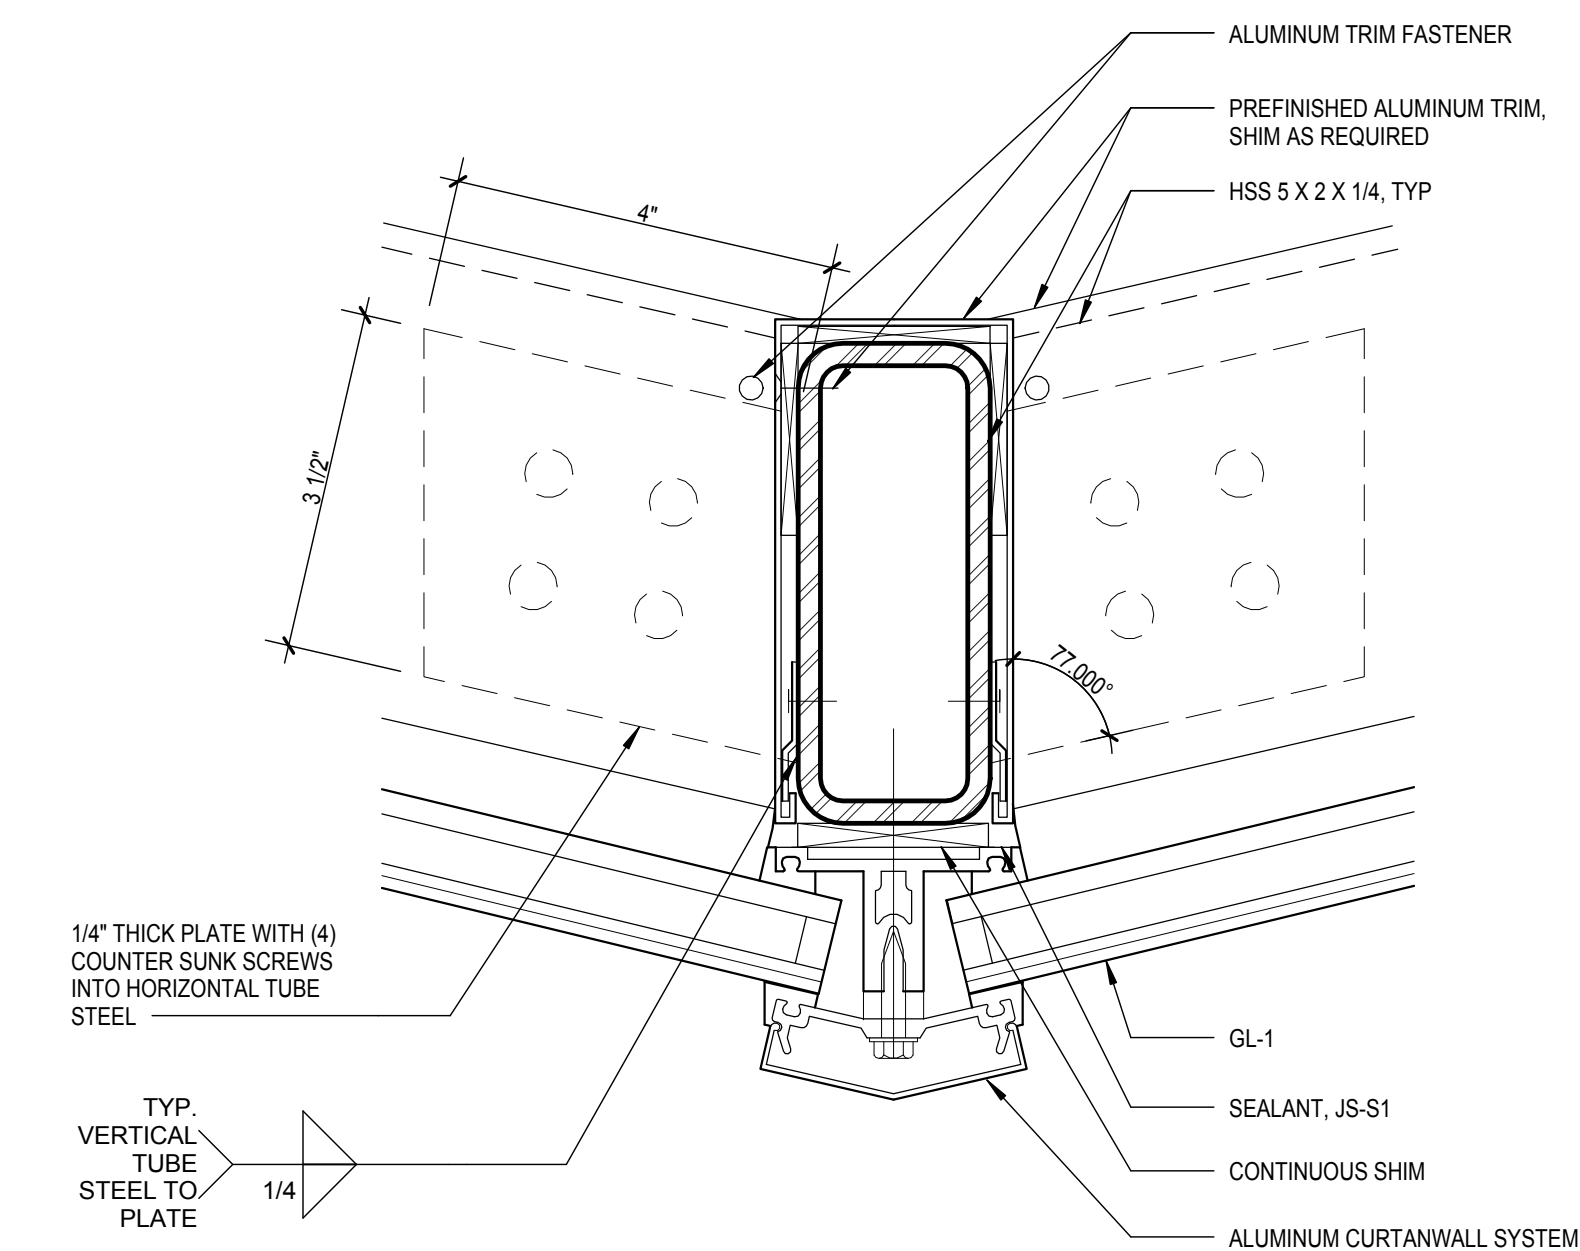 ALUMINUM TRIM FASTENER
PREFINISHED ALUMINUM TRIM,
SHIM AS REQUIRED
HSS 5 X 2 X 1/4, TYP
4"
3 1/2"
77.000°
1/4" THICK PLATE WITH (4)
COUNTER SUNK SCREWS
INTO HORIZONTAL TUBE
STEEL
GL-1
SEALANT, JS-S1
CONTINUOUS SHIM
ALUMINUM CURTANWALL SYSTEM
TYP.
VERTICAL
TUBE
STEEL TO
PLATE
1/4